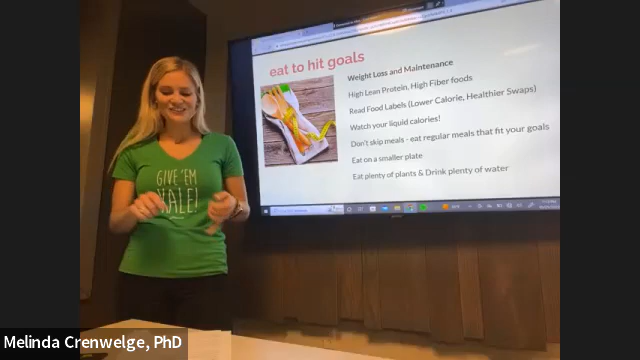 eat to hit goals
Weight Loss and Maintenance
High Lean Protein, High Fiber foods
Read Food Labels (Lower Calorie, Healthier Swaps)
Watch your liquid calories!
Don't skip meals - eat regular meals that fit your goals
Eat on a smaller plate
Eat plenty of plants & Drink plenty of water
GIVE 'EM
KALE!
Melinda Crenwelge, PhD